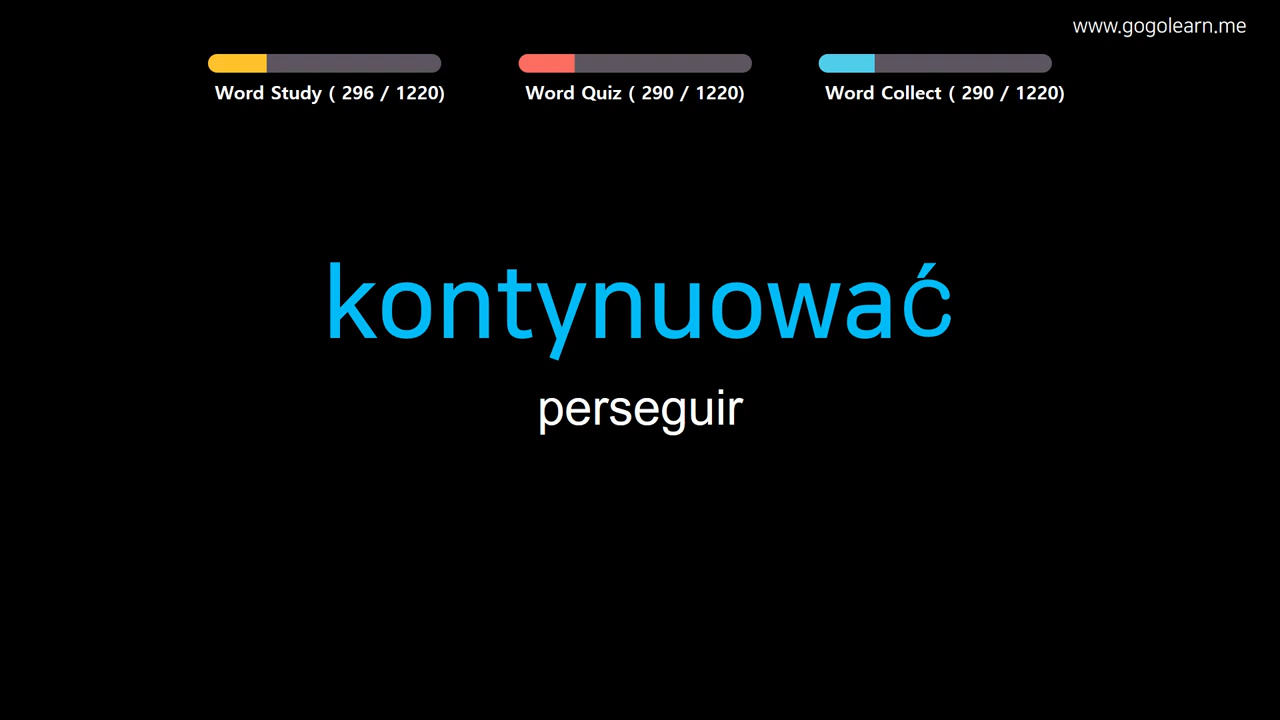 www.gogolearn.me
Word Study ( 296 / 1220)
Word Quiz ( 290 / 1220)
Word Collect ( 290 / 1220)
kontynuować
perseguir